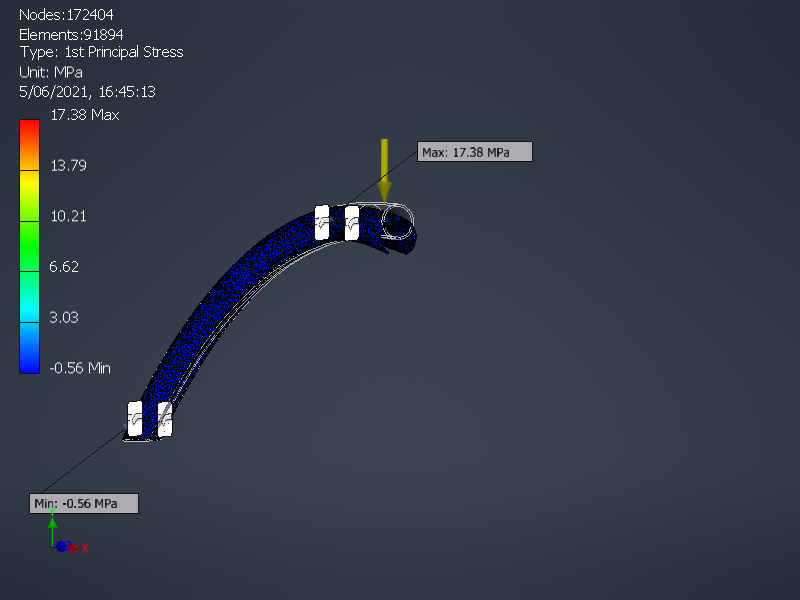 Nodes:172404
Elements:91894
Type: 1st Principal Stress
Unit: MPa
5/06/2021, 16:45:13
17.38 Max
13.79
10.21
6.62
3.03
-0.56 Min
Max: 17.38 MPa
Min: -0.56 MPa
Y
X